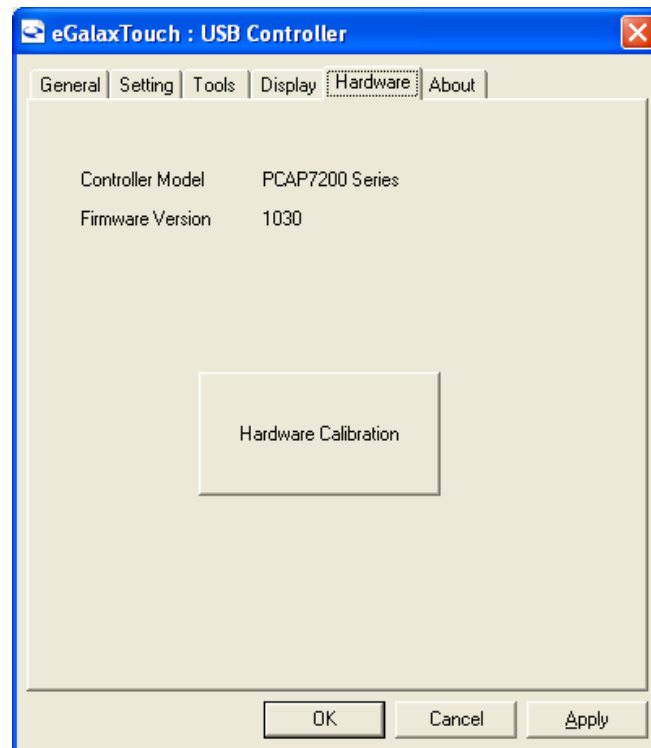 eGalaxTouch : USB Controller
General Setting Tools Display Hardware About
Controller Model PCAP7200 Series
Firmware Version 1030
Hardware Calibration
OK Cancel Apply